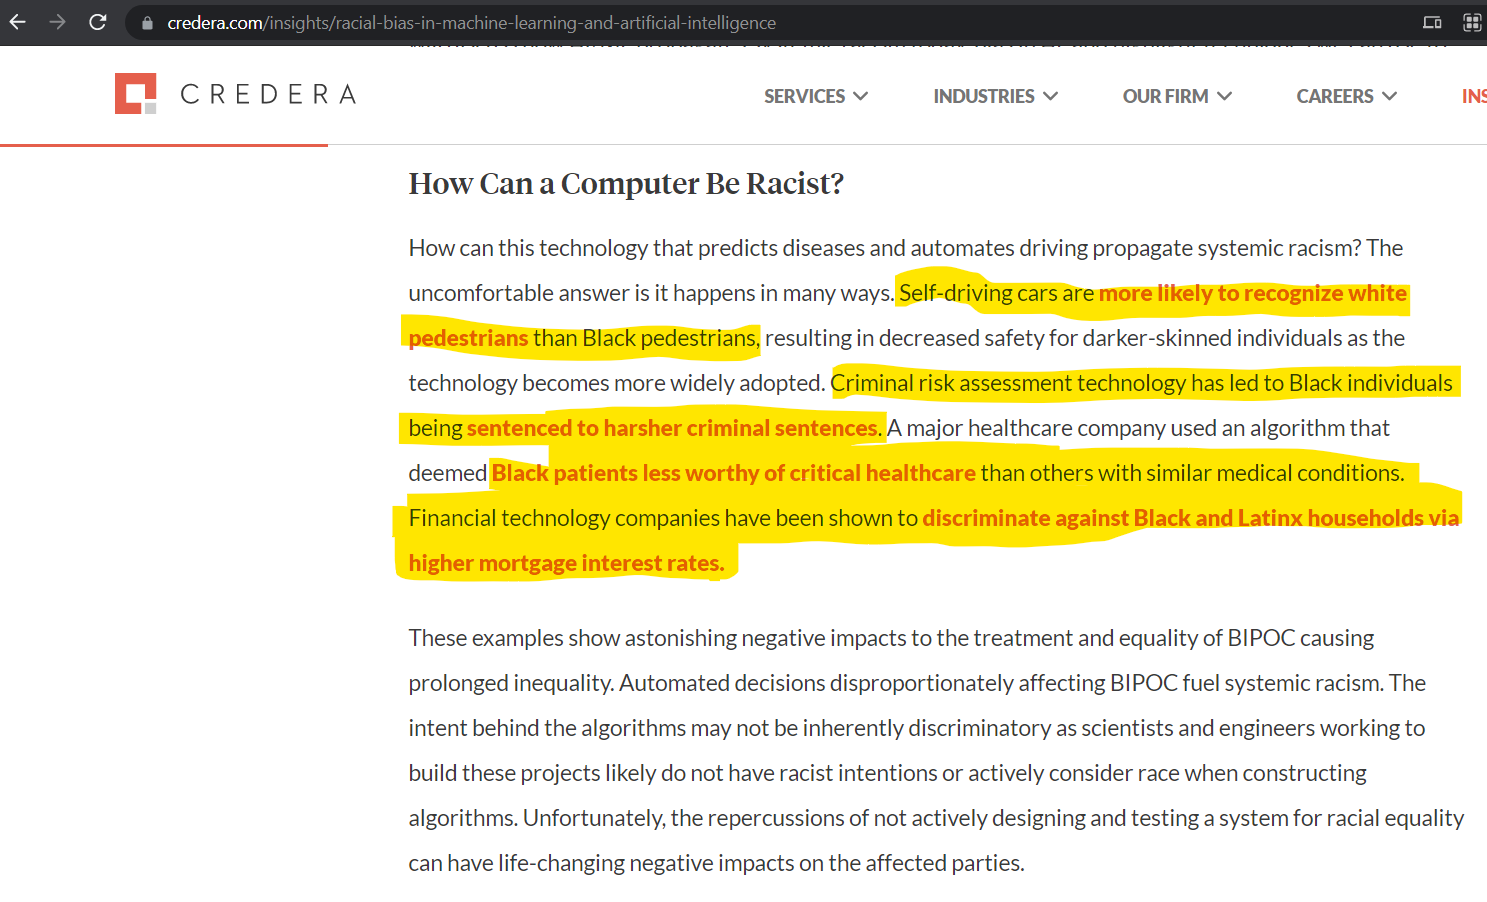 credera.com/insights/racial-bias-in-machine-learning-and-artificial-intelligence
CREDERA
SERVICES
INDUSTRIES
OUR FIRM
CAREERS
INS
How Can a Computer Be Racist?
How can this technology that predicts diseases and automates driving propagate systemic racism? The
uncomfortable answer is it happens in many ways. Self-driving cars are more likely to recognize white
pedestrians than Black pedestrians, resulting in decreased safety for darker-skinned individuals as the
technology becomes more widely adopted. Criminal risk assessment technology has led to Black individuals
being sentenced to harsher criminal sentences. A major healthcare company used an algorithm that
deemed Black patients less worthy of critical healthcare than others with similar medical conditions.
Financial technology companies have been shown to discriminate against Black and Latinx households via
higher mortgage interest rates.
These examples show astonishing negative impacts to the treatment and equality of BIPOC causing
prolonged inequality. Automated decisions disproportionately affecting BIPOC fuel systemic racism. The
intent behind the algorithms may not be inherently discriminatory as scientists and engineers working to
build these projects likely do not have racist intentions or actively consider race when constructing
algorithms. Unfortunately, the repercussions of not actively designing and testing a system for racial equality
can have life-changing negative impacts on the affected parties.